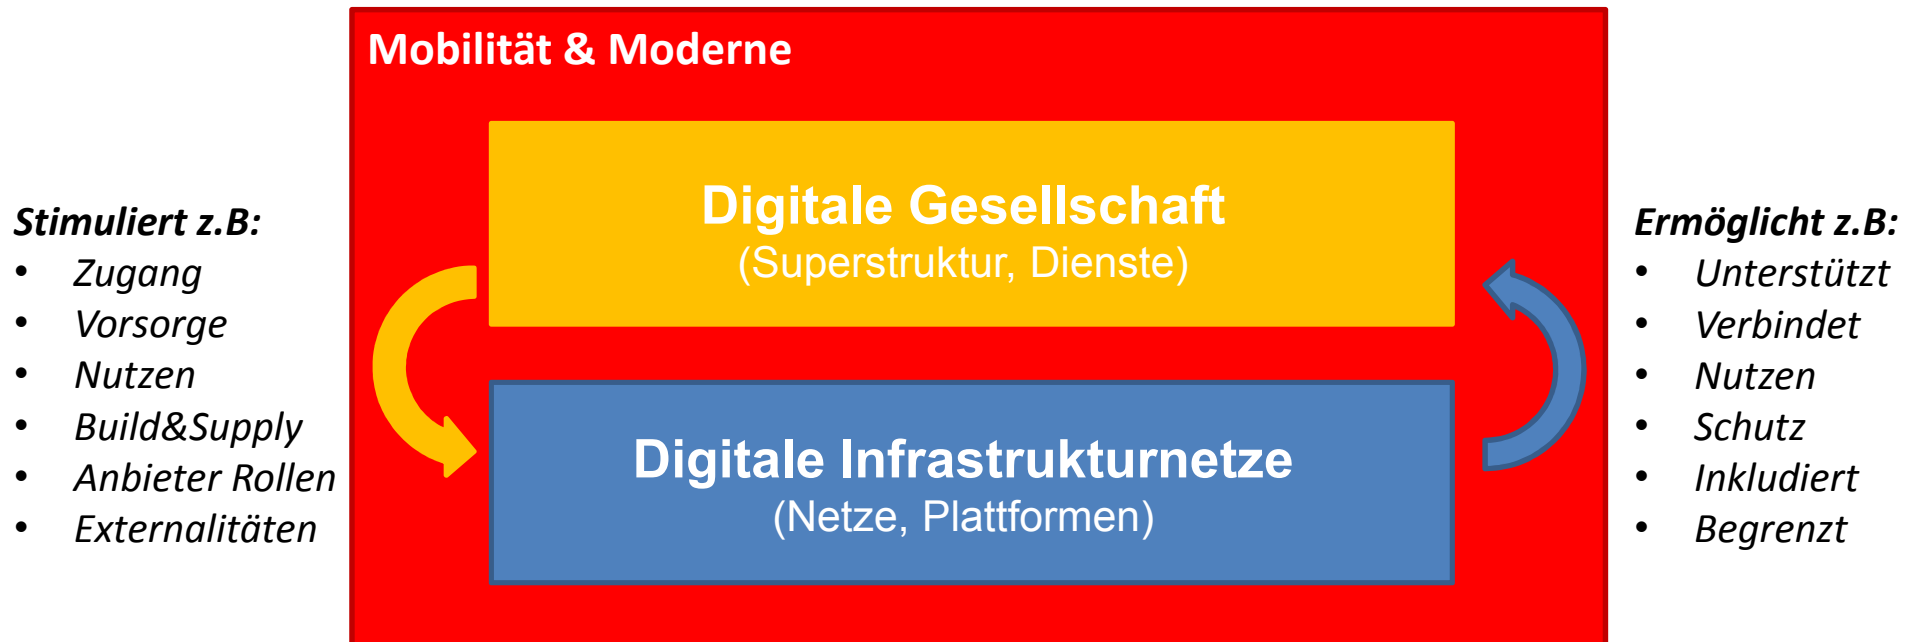 Mobilität & Moderne
Digitale Gesellschaft
(Superstruktur, Dienste)
Digitale Infrastrukturnetze
(Netze, Plattformen)
Stimuliert z.B:
• Zugang
• Vorsorge
• Nutzen
• Build&Supply
• Anbieter Rollen
• Externalitäten
Ermöglicht z.B:
• Unterstützt
• Verbindet
• Nutzen
• Schutz
• Inkludiert
• Begrenzt